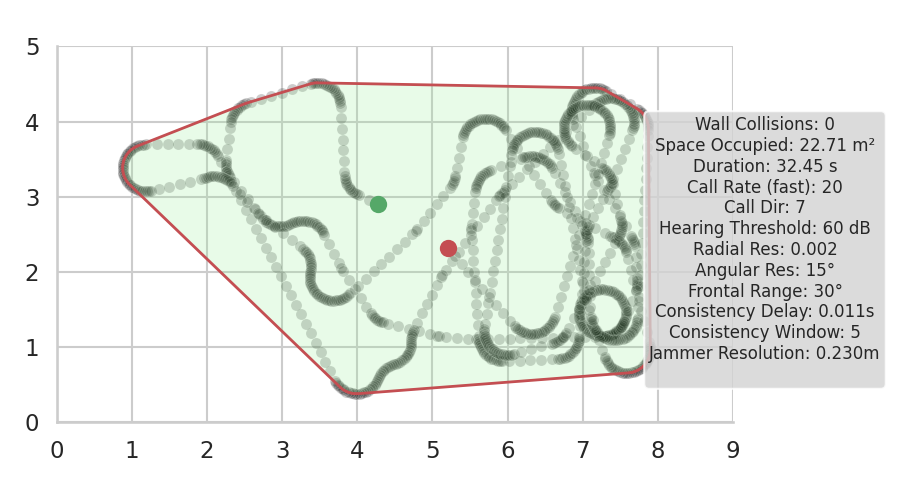 5
4
3
2
1
0
0 1 2 3 4 5 6 7 8 9
Wall Collisions: 0
Space Occupied: 22.71 m²
Duration: 32.45 s
Call Rate (fast): 20
Call Dir: 7
Hearing Threshold: 60 dB
Radial Res: 0.002
Angular Res: 15°
Frontal Range: 30°
Consistency Delay: 0.011s
Consistency Window: 5
Jammer Resolution: 0.230m